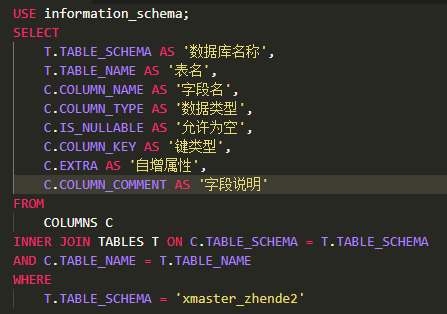 USE information_schema;
SELECT
T.TABLE_SCHEMA AS '数据库名称',
T.TABLE_NAME AS '表名',
C.COLUMN_NAME AS '字段名',
C.COLUMN_TYPE AS '数据类型',
C.IS_NULLABLE AS '允许为空',
C.COLUMN_KEY AS '键类型',
C.EXTRA AS '自增属性',
C.COLUMN_COMMENT AS '字段说明'
FROM
COLUMNS C
INNER JOIN TABLES T ON C.TABLE_SCHEMA = T.TABLE_SCHEMA
AND C.TABLE_NAME = T.TABLE_NAME
WHERE
T.TABLE_SCHEMA = 'xmaster_zhende2'